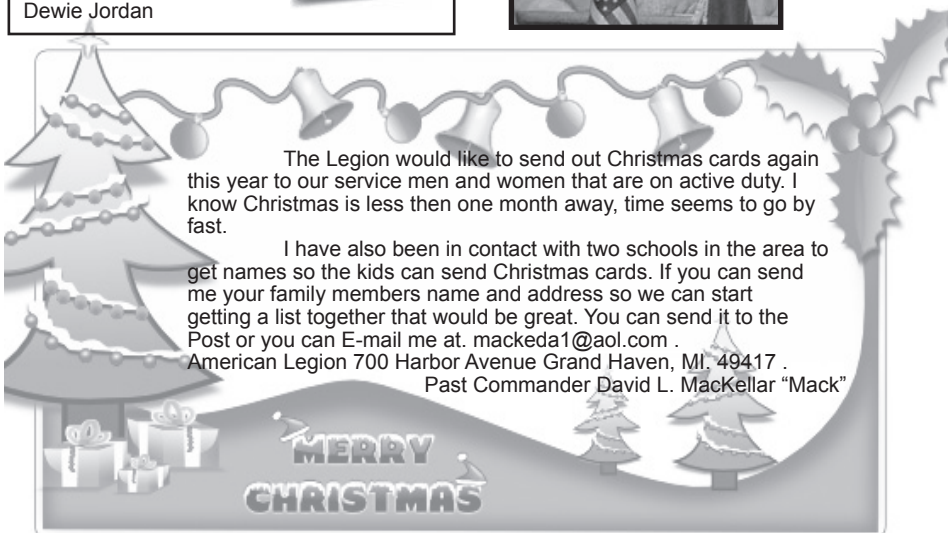 Dewie Jordan
The Legion would like to send out Christmas cards again
this year to our service men and women that are on active duty. I
know Christmas is less then one month away, time seems to go by
fast.
I have also been in contact with two schools in the area to
get names so the kids can send Christmas cards. If you can send
me your family members name and address so we can start
getting a list together that would be great. You can send it to the
Post or you can E-mail me at. mackeda1@aol.com .
American Legion 700 Harbor Avenue Grand Haven, MI. 49417 .
Past Commander David L. MacKellar “Mack”
MERRY
CHRISTMAS